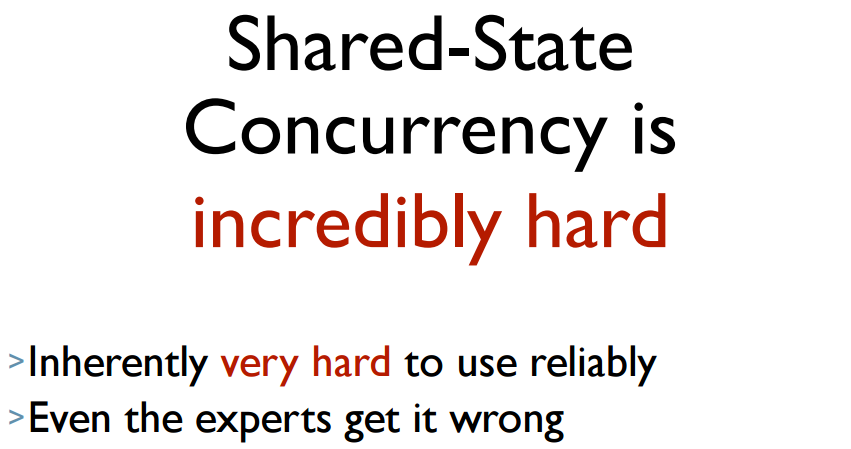 Shared-State
Concurrency is
incredibly hard
>Inherently very hard to use reliably
>Even the experts get it wrong